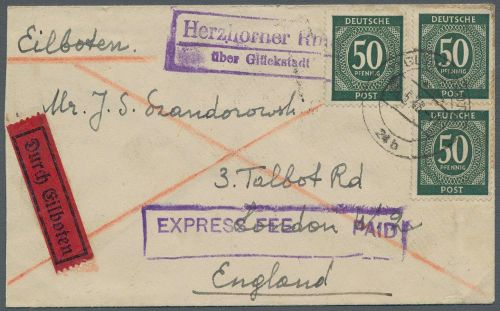 Eilboten.
Herzhorner
über Glückstadt
DEUTSCHE
50
PFENNIG
POST
DEUTSCHE
50
PFENNIG
POST
DEUTSCHE
50
PFENNIG
POST
24b
Mr. J. S. Szandorowski
Durch Eilboten
3. Talbot Rd
EXPRESS FEE PAID
London
England